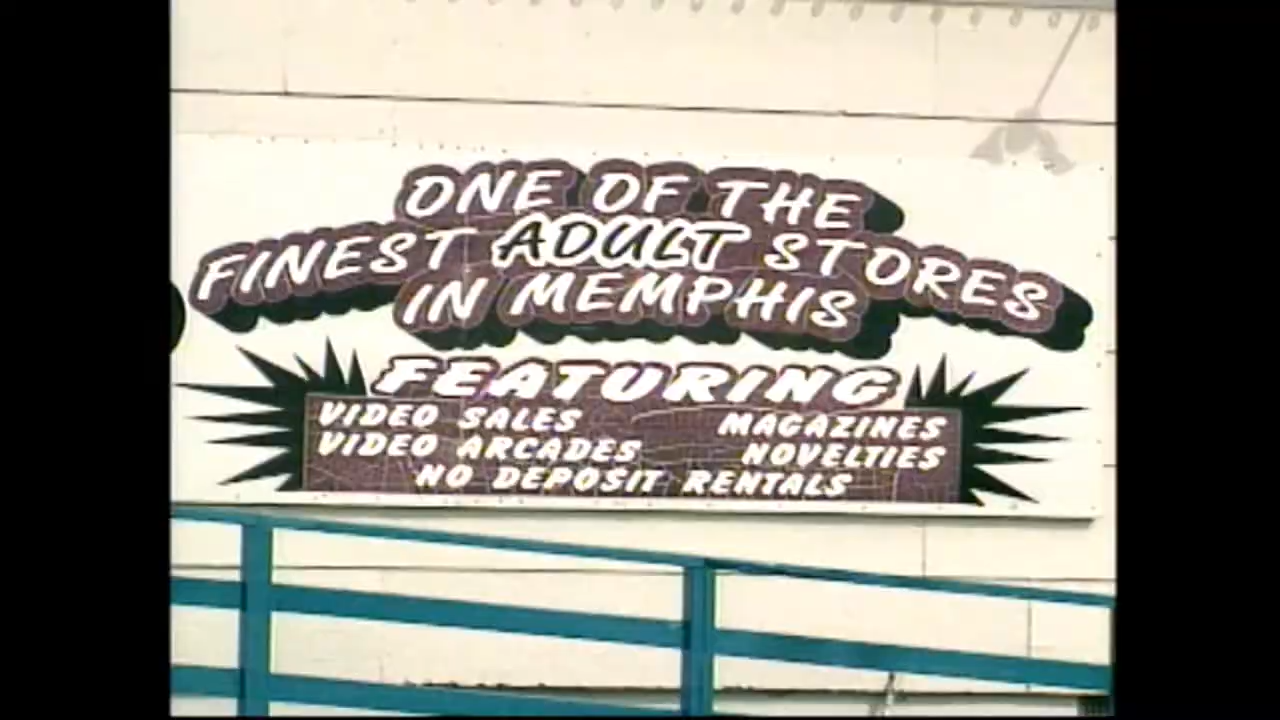 ONE OF THE
FINEST ADULT STORES
IN MEMPHIS
FEATURING
VIDEO SALES MAGAZINES
VIDEO ARCADES NOVELTIES
NO DEPOSIT RENTALS